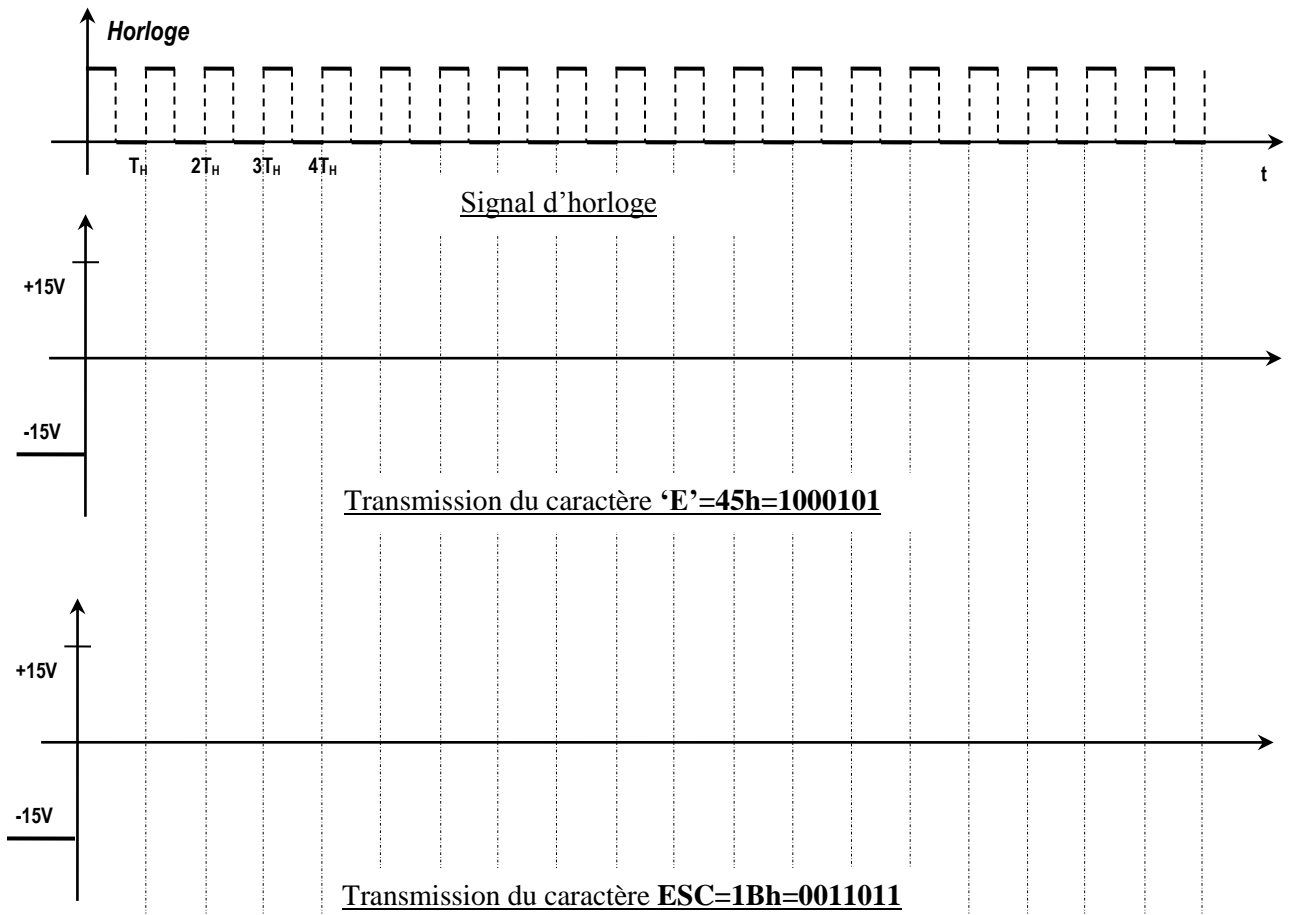 Horloge
T_H 2T_H 3T_H 4T_H
t
Signal d’horloge
+15V
-15V
Transmission du caractère ‘E’=45h=1000101
+15V
-15V
Transmission du caractère ESC=1Bh=0011011